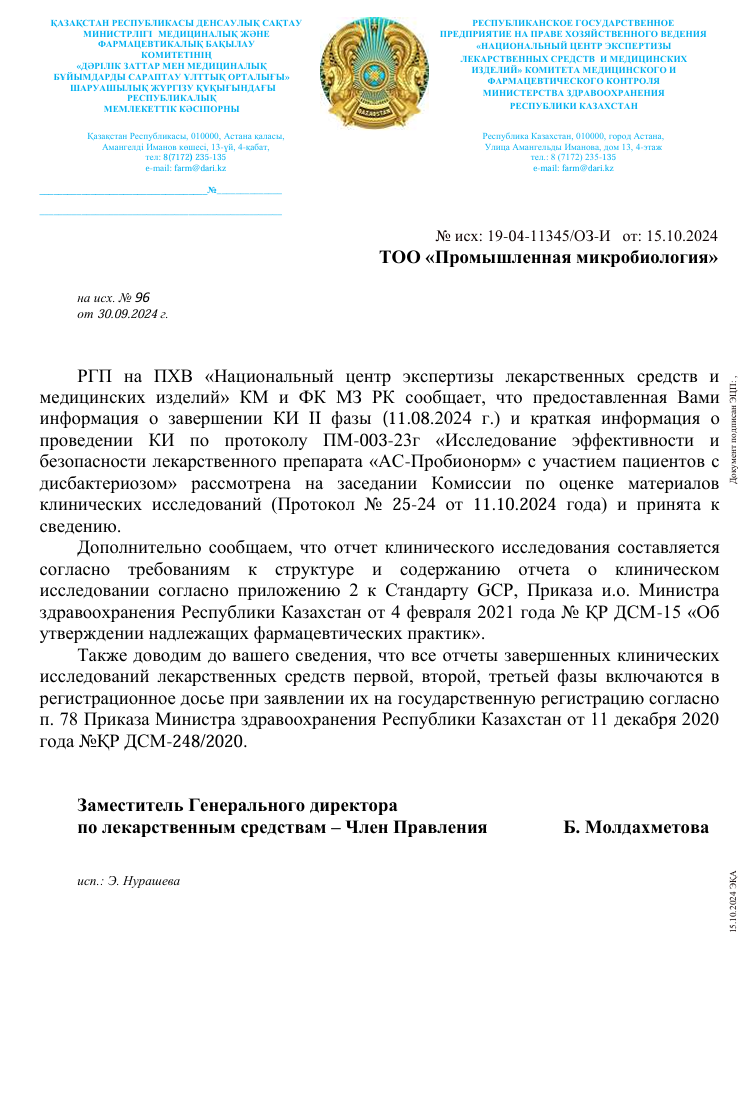 ҚАЗАҚСТАН РЕСПУБЛИКАСЫ ДЕНСАУЛЫҚ САҚТАУ
МИНИСТРЛІГІ МЕДИЦИНАЛЫҚ ЖӘНЕ
ФАРМАЦЕВТИКАЛЫҚ БАҚЫЛАУ
КОМИТЕТІНІҢ
«ДӘРІЛІК ЗАТТАР МЕН МЕДИЦИНАЛЫҚ
БҰЙЫМДАРДЫ САРАПТАУ ҰЛТТЫҚ ОРТАЛЫҒЫ»
ШАРУАШЫЛЫҚ ЖҮРГІЗУ ҚҰҚЫҒЫНДАҒЫ
РЕСПУБЛИКАЛЫҚ
МЕМЛЕКЕТТІК КӘСІПОРНЫ
Қазақстан Республикасы, 010000, Астана қаласы,
Амангелді Иманов көшесі, 13-үй, 4-қабат,
тел: 8(7172) 235-135
e-mail: farm@dari.kz
№
QAZAQSTAN
РЕСПУБЛИКАНСКОЕ ГОСУДАРСТВЕННОЕ
ПРЕДПРИЯТИЕ НА ПРАВЕ ХОЗЯЙСТВЕННОГО ВЕДЕНИЯ
«НАЦИОНАЛЬНЫЙ ЦЕНТР ЭКСПЕРТИЗЫ
ЛЕКАРСТВЕННЫХ СРЕДСТВ И МЕДИЦИНСКИХ
ИЗДЕЛИЙ» КОМИТЕТА МЕДИЦИНСКОГО И
ФАРМАЦЕВТИЧЕСКОГО КОНТРОЛЯ
МИНИСТЕРСТВА ЗДРАВООХРАНЕНИЯ
РЕСПУБЛИКИ КАЗАХСТАН
Республика Казахстан, 010000, город Астана,
Улица Амангельды Иманова, дом 13, 4-этаж
тел.: 8 (7172) 235-135
e-mail: farm@dari.kz
№ исх: 19-04-11345/ОЗ-И от: 15.10.2024
ТОО «Промышленная микробиология»
на исх. № 96
от 30.09.2024 г.
РГП на ПХВ «Национальный центр экспертизы лекарственных средств и
медицинских изделий» КМ и ФК МЗ РК сообщает, что предоставленная Вами
информация о завершении КИ II фазы (11.08.2024 г.) и краткая информация о
проведении КИ по протоколу ПМ-003-23г «Исследование эффективности и
безопасности лекарственного препарата «АС-Пробионорм» с участием пациентов с
дисбактериозом» рассмотрена на заседании Комиссии по оценке материалов
клинических исследований (Протокол № 25-24 от 11.10.2024 года) и принята к
сведению.
Дополнительно сообщаем, что отчет клинического исследования составляется
согласно требованиям к структуре и содержанию отчета о клиническом
исследовании согласно приложению 2 к Стандарту GCP, Приказа и.о. Министра
здравоохранения Республики Казахстан от 4 февраля 2021 года № ҚР ДСМ-15 «Об
утверждении надлежащих фармацевтических практик».
Также доводим до вашего сведения, что все отчеты завершенных клинических
исследований лекарственных средств первой, второй, третьей фазы включаются в
регистрационное досье при заявлении их на государственную регистрацию согласно
п. 78 Приказа Министра здравоохранения Республики Казахстан от 11 декабря 2020
года №ҚР ДСМ-248/2020.
Заместитель Генерального директора
по лекарственным средствам – Член Правления Б. Молдахметова
исп.: Э. Нурашева
Документ подписан ЭЦП: ,
15.10.2024 ЭҚА